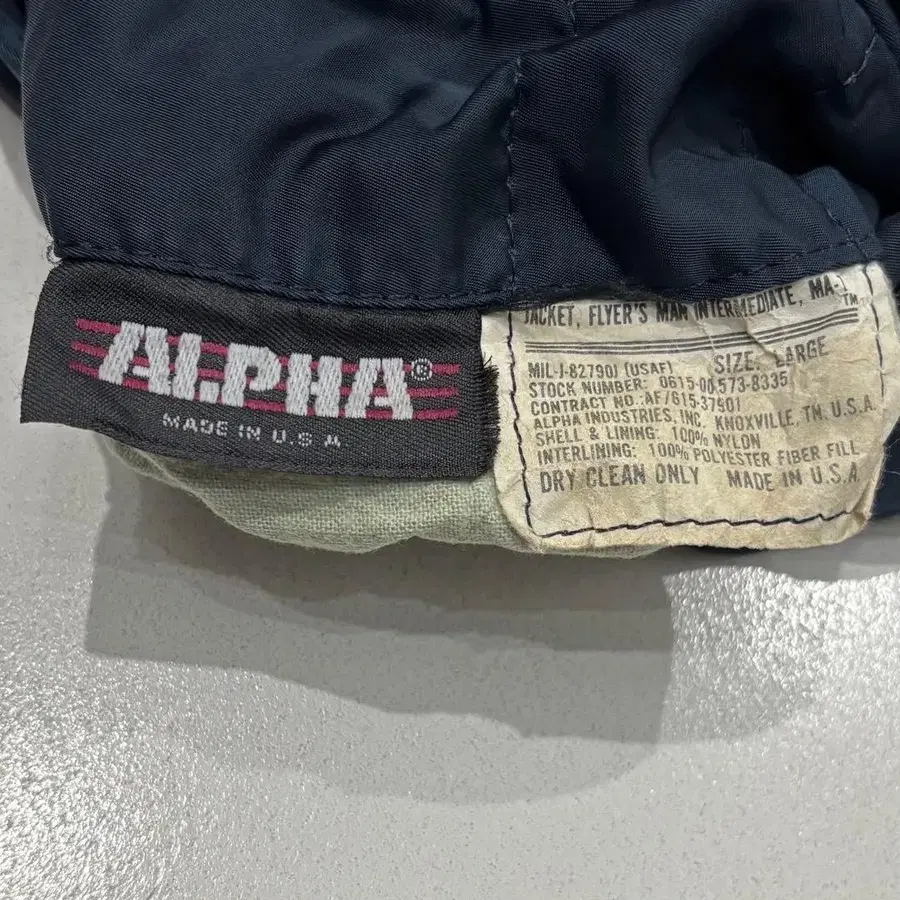 ALPHA®
MADE IN U.S.A
JACKET, FLYER'S MAN INTERMEDIATE, MA-1™
MIL-J-82790J (USAF) SIZE: LARGE
STOCK NUMBER: 0615-00-573-8335
CONTRACT NO.:AF/615-37901
ALPHA INDUSTRIES, INC. KNOXVILLE, TN. U.S.A.
SHELL & LINING: 100% NYLON
INTERLINING: 100% POLYESTER FIBER FILL
DRY CLEAN ONLY MADE IN U.S.A.